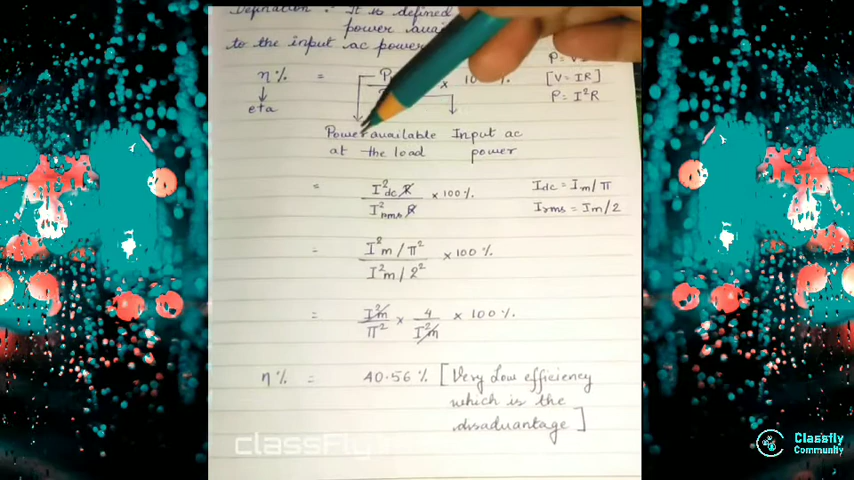 Definition :- It is defined
power avai
to the input ac power
η% = P × 100%.
P = V
[V = IR]
P = I²R
eta
Power available Input ac
at the load power
= I²dc R / I²rms R × 100%.
Idc = Im/π
Irms = Im/2
= I²m/π² / I²m/2² × 100%
= I²m / π² × 4 / I²m × 100%.
η% = 40.56% [Very Low efficiency
which is the
disadvantage]
classfly
Classfly
Community